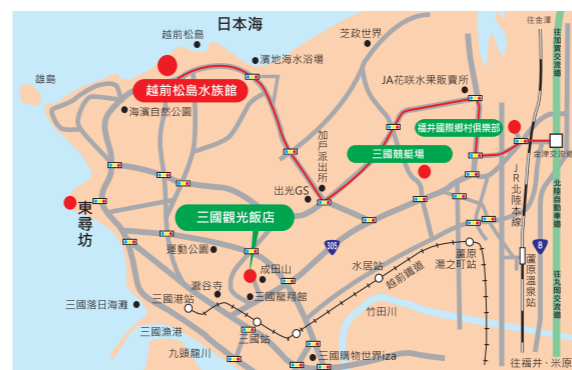 日本海
往金澤
往加賀交流道
越前松島
芝政世界
濱地海水浴場
雄島
越前松島水族館
JA花咲水果販賣所
海濱自然公園
福井國際鄉村俱樂部
加戶派出所
三國競艇場
金津交流道
JR北陸本線
出光GS
北陸自動車道
東尋坊
三國觀光飯店
305
8
運動公園
蘆原
湯之町站
蘆原溫泉站
成田山
水居站
越前鐵道
瀧谷寺
三國龍翔館
往丸岡交流道
三國落日海灘
三國港站
竹田川
三國漁港
三國站
九頭龍川
三國購物世界iza
往福井、米原